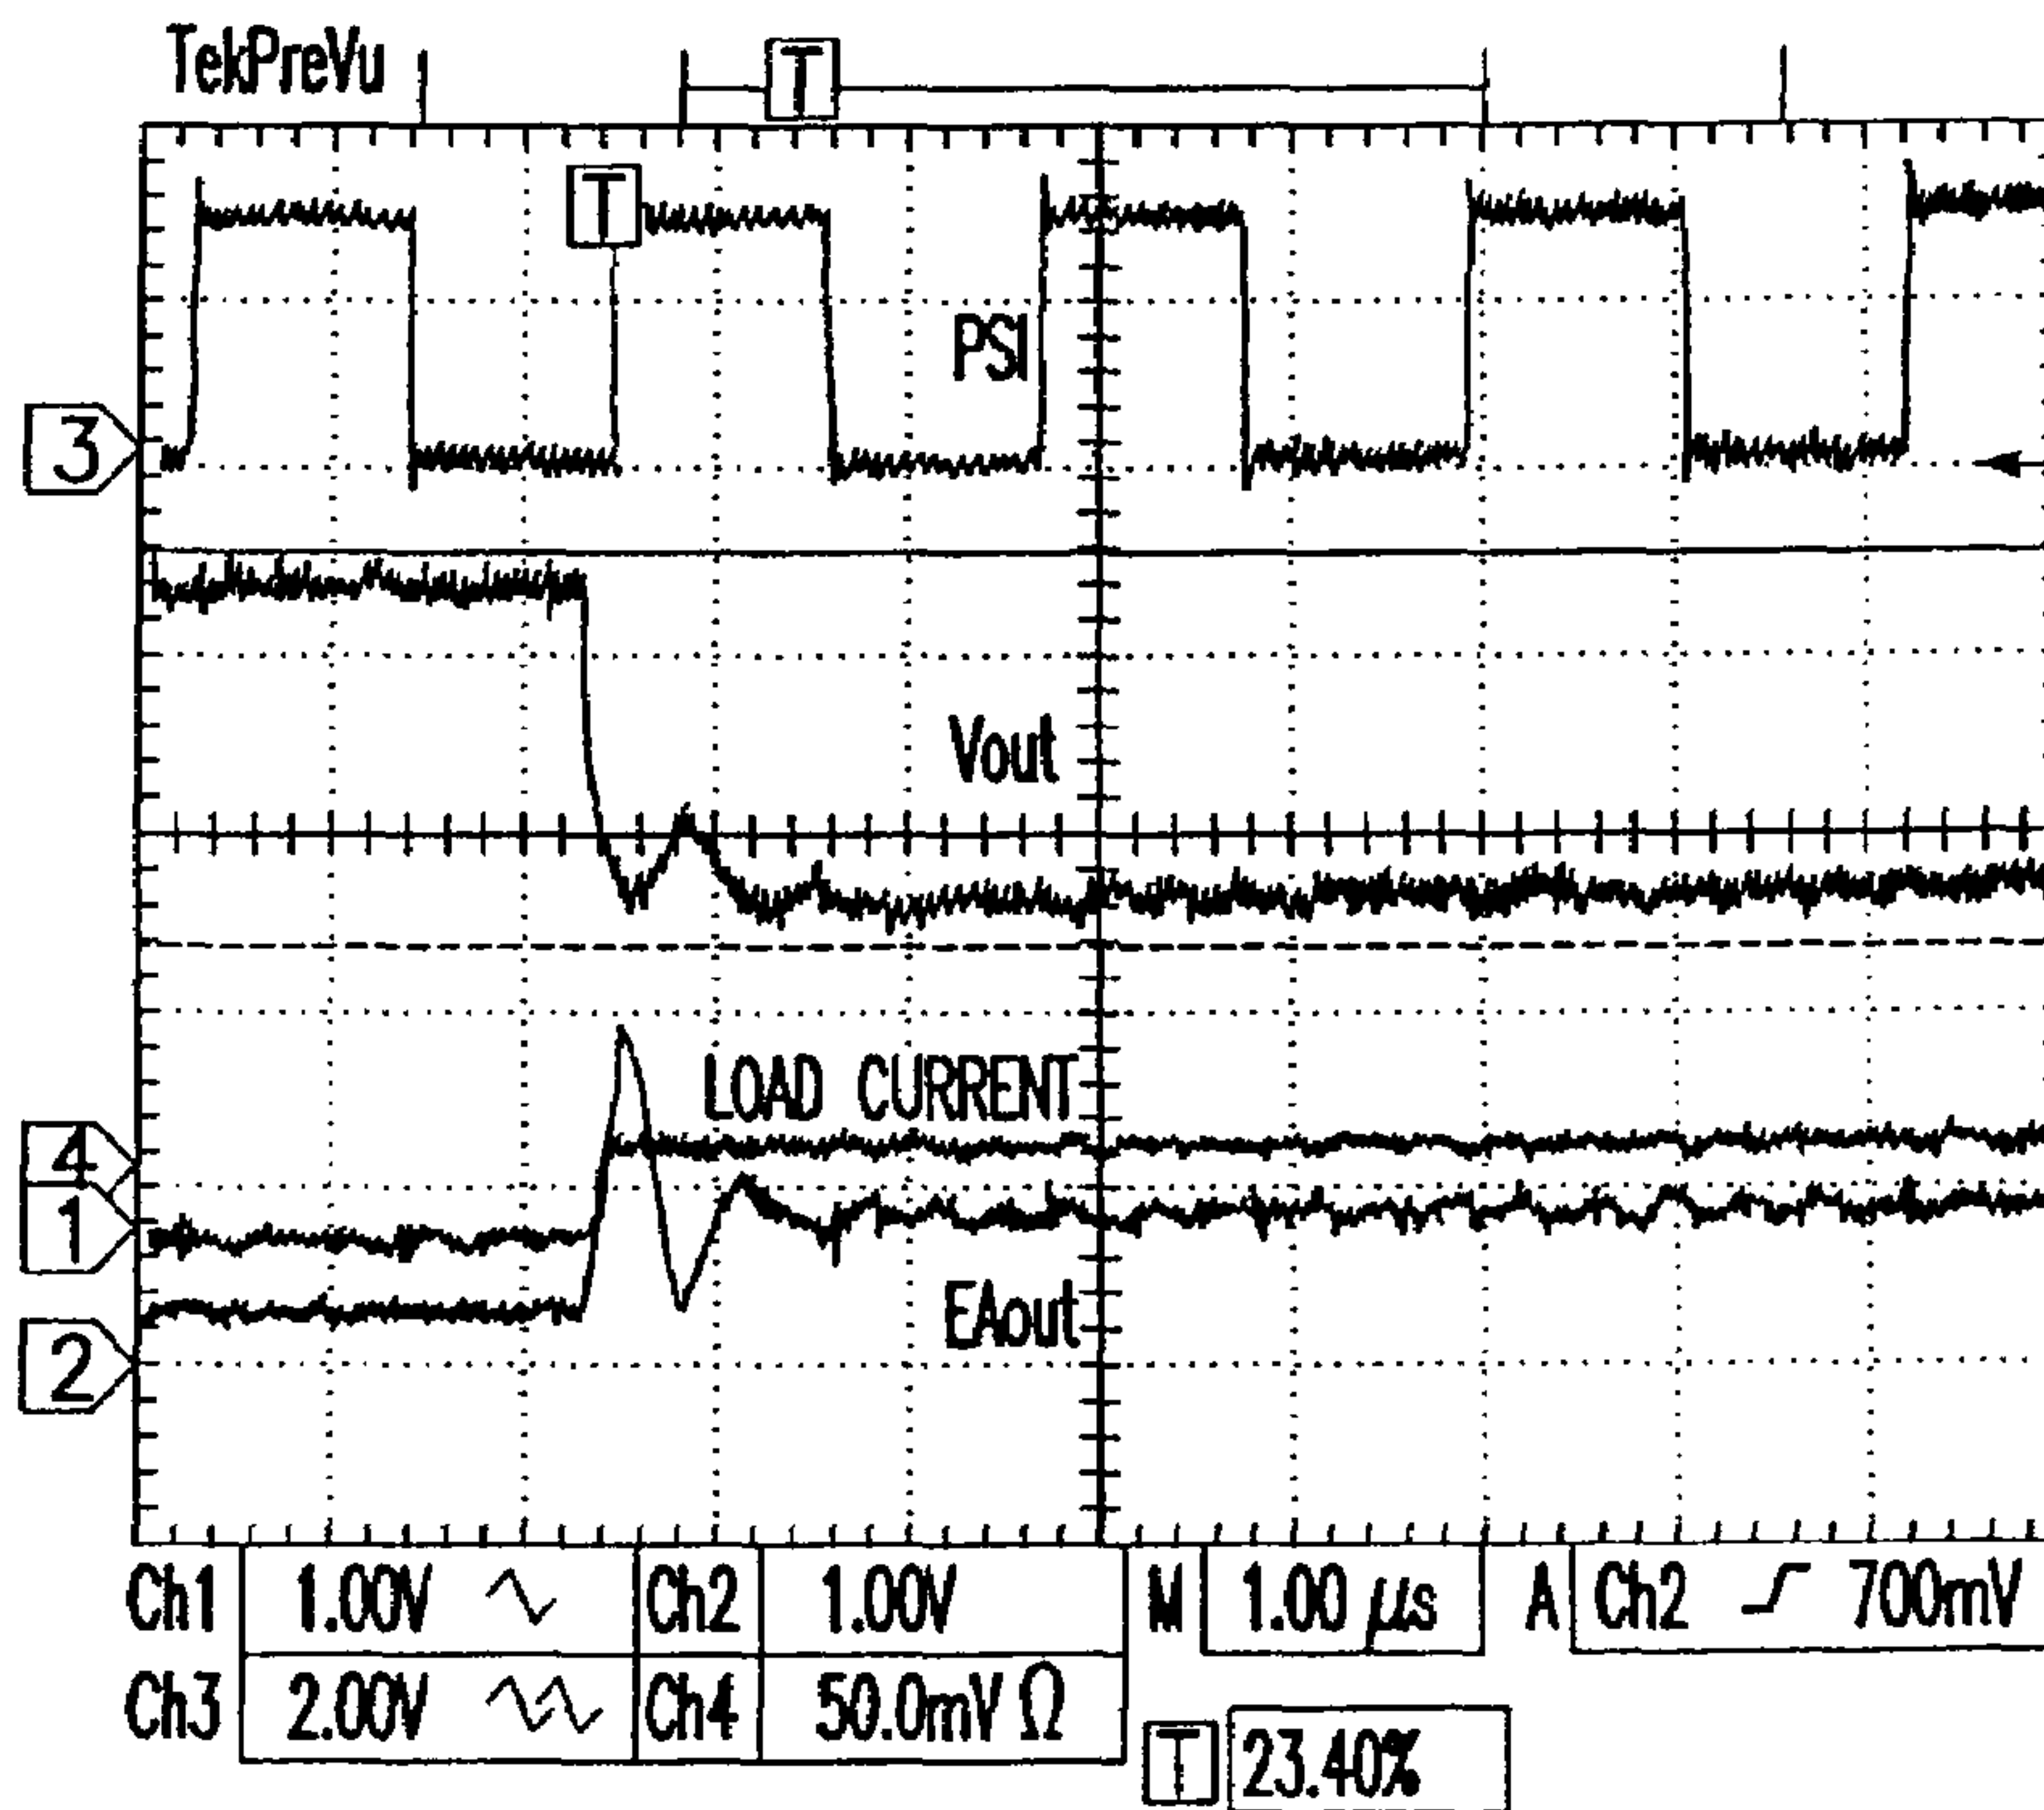 TekPreVu
T
T
PSI
3
Vout
LOAD CURRENT
4
1
EAout
2
Ch1 1.00V Ch2 1.00V M 1.00 µs A Ch2 700mV
Ch3 2.00V Ch4 50.0mV Ω
T 23.40%